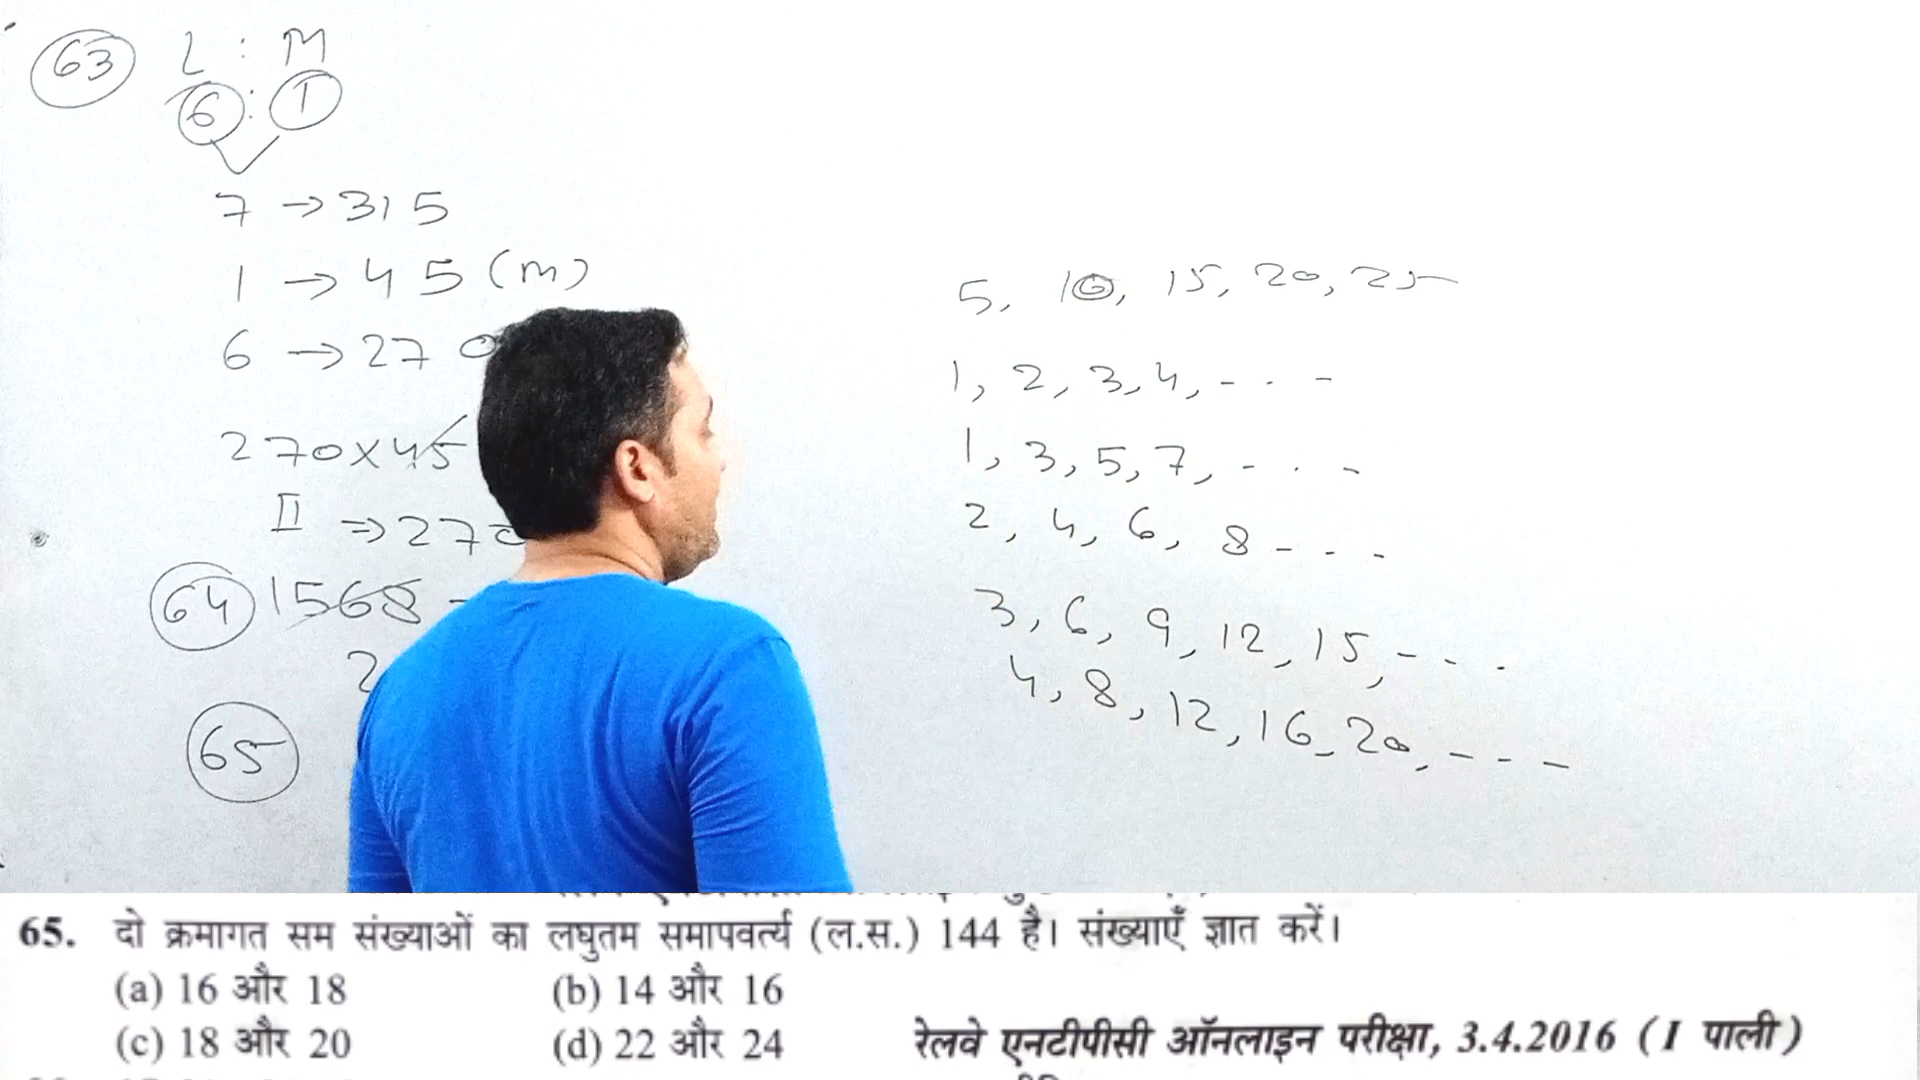 63 L : M
6 : 1
7 → 315
1 → 45 (m)
6 → 270
270 x 45
II ⇒ 270
64 1568 -
2
65
5, 10, 15, 20, 25
1, 2, 3, 4, - - -
1, 3, 5, 7, - - -
2, 4, 6, 8 - - -
3, 6, 9, 12, 15, - - -
4, 8, 12, 16, 20, - - -
65. दो क्रमागत सम संख्याओं का लघुतम समापवर्त्य (ल.स.) 144 है। संख्याएँ ज्ञात करें।
(a) 16 और 18 (b) 14 और 16
(c) 18 और 20 (d) 22 और 24 रेलवे एनटीपीसी ऑनलाइन परीक्षा, 3.4.2016 (I पाली)